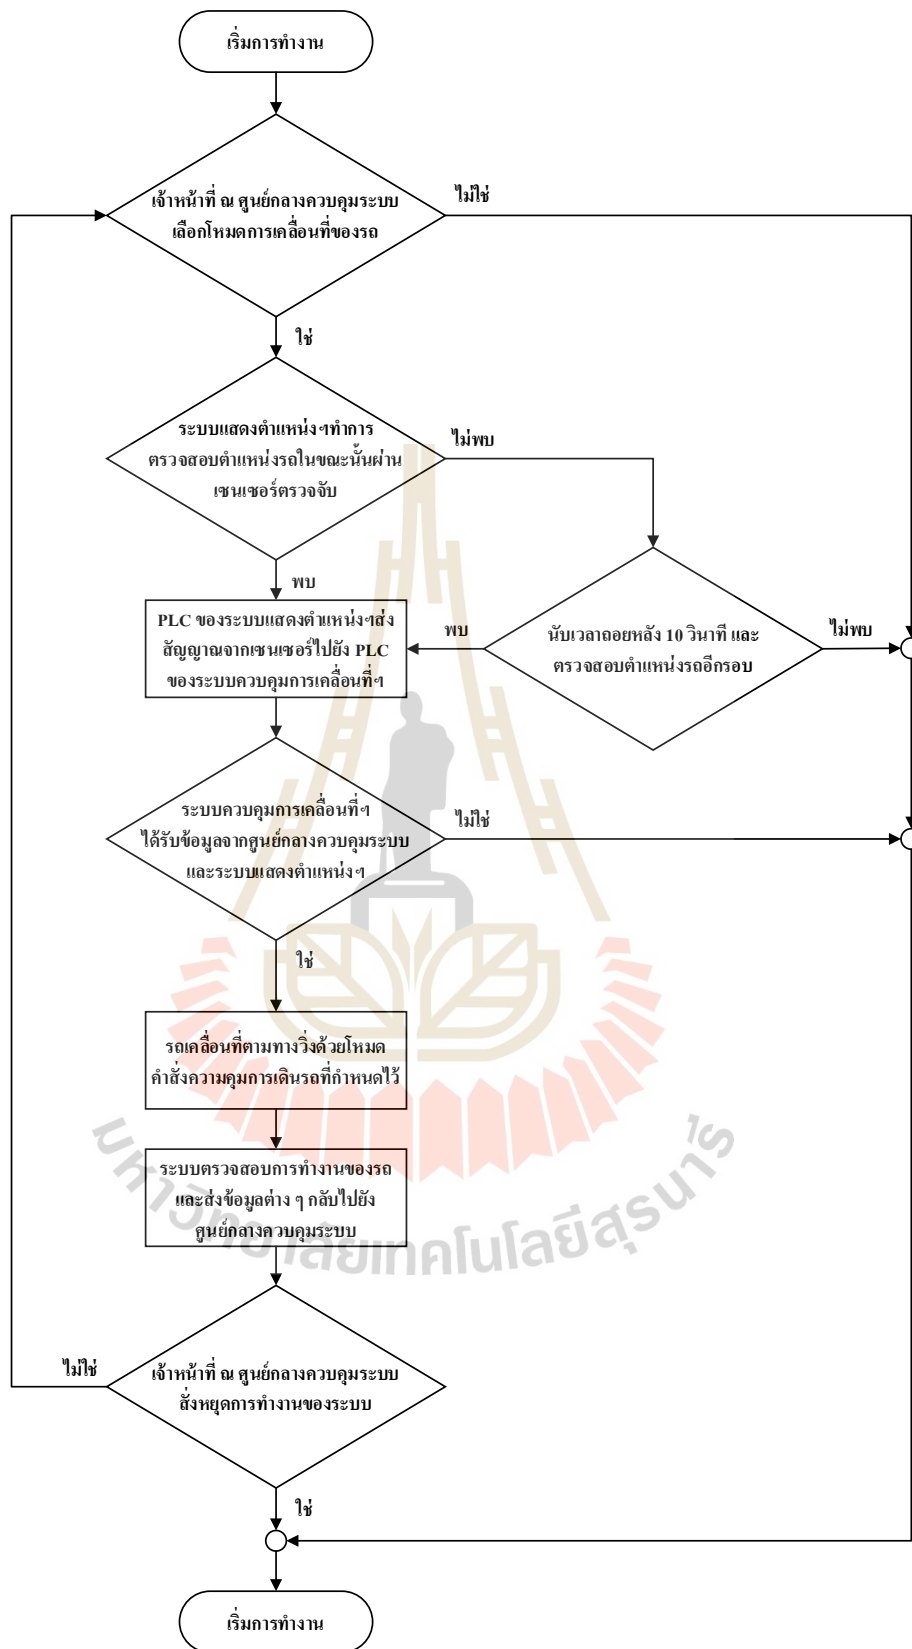 เริ่มการทำงาน
เจ้าหน้าที่ ณ ศูนย์กลางควบคุมระบบ
เลือกโหมดการเคลื่อนที่ของรถ
ไม่ใช่
ใช่
ระบบแสดงตำแหน่งฯทำการ
ตรวจสอบตำแหน่งรถในขณะนั้นผ่าน
เซนเซอร์ตรวจจับ
ไม่พบ
พบ
PLC ของระบบแสดงตำแหน่งฯส่ง
สัญญาณจากเซนเซอร์ไปยัง PLC
ของระบบควบคุมการเคลื่อนที่ฯ
พบ
นับเวลาถอยหลัง 10 วินาที และ
ตรวจสอบตำแหน่งรถอีกรอบ
ไม่พบ
ระบบควบคุมการเคลื่อนที่ฯ
ได้รับข้อมูลจากศูนย์กลางควบคุมระบบ
และระบบแสดงตำแหน่งฯ
ไม่ใช่
ใช่
รถเคลื่อนที่ตามทางวิ่งด้วยโหมด
คำสั่งความคุมการเดินรถที่กำหนดไว้
ระบบตรวจสอบการทำงานของรถ
และส่งข้อมูลต่าง ๆ กลับไปยัง
ศูนย์กลางควบคุมระบบ
มหาวิทยาลัยเทคโนโลยีสุรนารี
เจ้าหน้าที่ ณ ศูนย์กลางควบคุมระบบ
สั่งหยุดการทำงานของระบบ
ไม่ใช่
ใช่
เริ่มการทำงาน